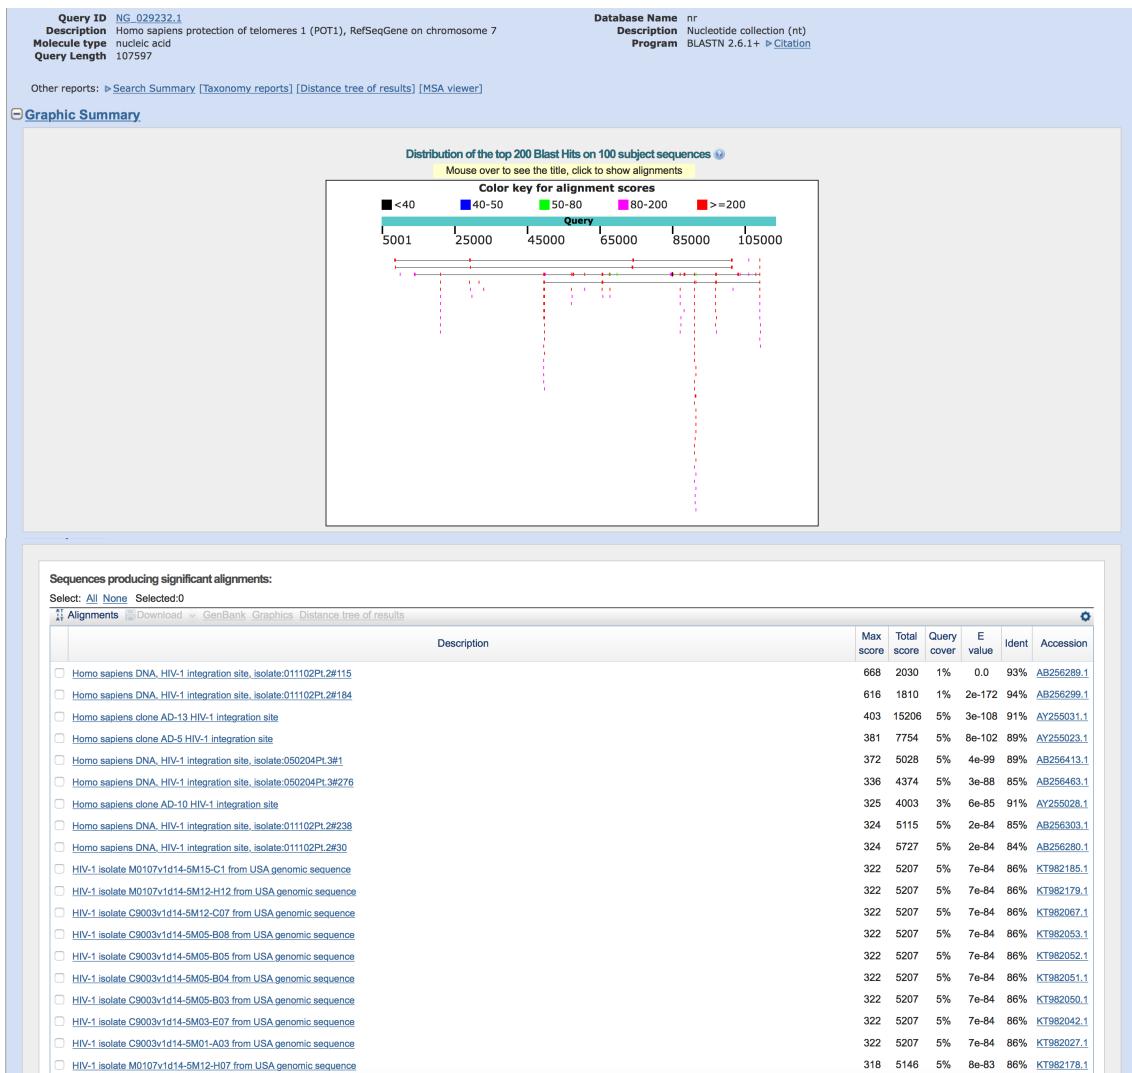 Query ID NG_029232.1
Description Homo sapiens protection of telomeres 1 (POT1), RefSeqGene on chromosome 7
Molecule type nucleic acid
Query Length 107597
Database Name nr
Description Nucleotide collection (nt)
Program BLASTN 2.6.1+ Citation
Other reports: Search Summary [Taxonomy reports] [Distance tree of results] [MSA viewer]
Graphic Summary
Distribution of the top 200 Blast Hits on 100 subject sequences
Mouse over to see the title, click to show alignments
Color key for alignment scores
<40 40-50 50-80 80-200 >=200
Query
5001 25000 45000 65000 85000 105000
Sequences producing significant alignments:
Select: All None Selected:0
Alignments Download GenBank Graphics Distance tree of results
Description Max score Total score Query cover E value Ident Accession
Homo sapiens DNA, HIV-1 integration site, isolate:011102Pt.2#115 668 2030 1% 0.0 93% AB256289.1
Homo sapiens DNA, HIV-1 integration site, isolate:011102Pt.2#184 616 1810 1% 2e-172 94% AB256299.1
Homo sapiens clone AD-13 HIV-1 integration site 403 15206 5% 3e-108 91% AY255031.1
Homo sapiens clone AD-5 HIV-1 integration site 381 7754 5% 8e-102 89% AY255023.1
Homo sapiens DNA, HIV-1 integration site, isolate:050204Pt.3#1 372 5028 5% 4e-99 89% AB256413.1
Homo sapiens DNA, HIV-1 integration site, isolate:050204Pt.3#276 336 4374 5% 3e-88 85% AB256463.1
Homo sapiens clone AD-10 HIV-1 integration site 325 4003 3% 6e-85 91% AY255028.1
Homo sapiens DNA, HIV-1 integration site, isolate:011102Pt.2#238 324 5115 5% 2e-84 85% AB256303.1
Homo sapiens DNA, HIV-1 integration site, isolate:011102Pt.2#30 324 5727 5% 2e-84 84% AB256280.1
HIV-1 isolate M0107v1d14-5M15-C1 from USA genomic sequence 322 5207 5% 7e-84 86% KT982185.1
HIV-1 isolate M0107v1d14-5M12-H12 from USA genomic sequence 322 5207 5% 7e-84 86% KT982179.1
HIV-1 isolate C9003v1d14-5M12-C07 from USA genomic sequence 322 5207 5% 7e-84 86% KT982067.1
HIV-1 isolate C9003v1d14-5M05-B08 from USA genomic sequence 322 5207 5% 7e-84 86% KT982053.1
HIV-1 isolate C9003v1d14-5M05-B05 from USA genomic sequence 322 5207 5% 7e-84 86% KT982052.1
HIV-1 isolate C9003v1d14-5M05-B04 from USA genomic sequence 322 5207 5% 7e-84 86% KT982051.1
HIV-1 isolate C9003v1d14-5M05-B03 from USA genomic sequence 322 5207 5% 7e-84 86% KT982050.1
HIV-1 isolate C9003v1d14-5M03-E07 from USA genomic sequence 322 5207 5% 7e-84 86% KT982042.1
HIV-1 isolate C9003v1d14-5M01-A03 from USA genomic sequence 322 5207 5% 7e-84 86% KT982027.1
HIV-1 isolate M0107v1d14-5M12-H07 from USA genomic sequence 318 5146 5% 8e-83 86% KT982178.1